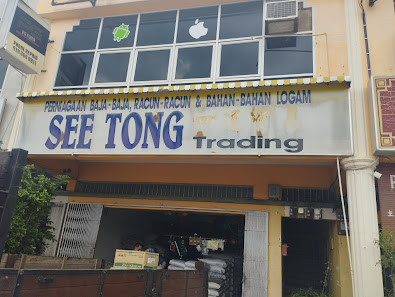 PERNIAGAAN BAJA-BAJA, RACUN-RACUN & BAHAN-BAHAN LOGAM
SEE TONG Trading